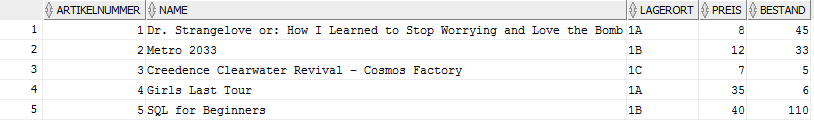 ARTIKELNUMMER NAME LAGERORT PREIS BESTAND
1 1 Dr. Strangelove or: How I Learned to Stop Worrying and Love the Bomb 1A 8 45
2 2 Metro 2033 1B 12 33
3 3 Creedence Clearwater Revival - Cosmos Factory 1C 7 5
4 4 Girls Last Tour 1A 35 6
5 5 SQL for Beginners 1B 40 110